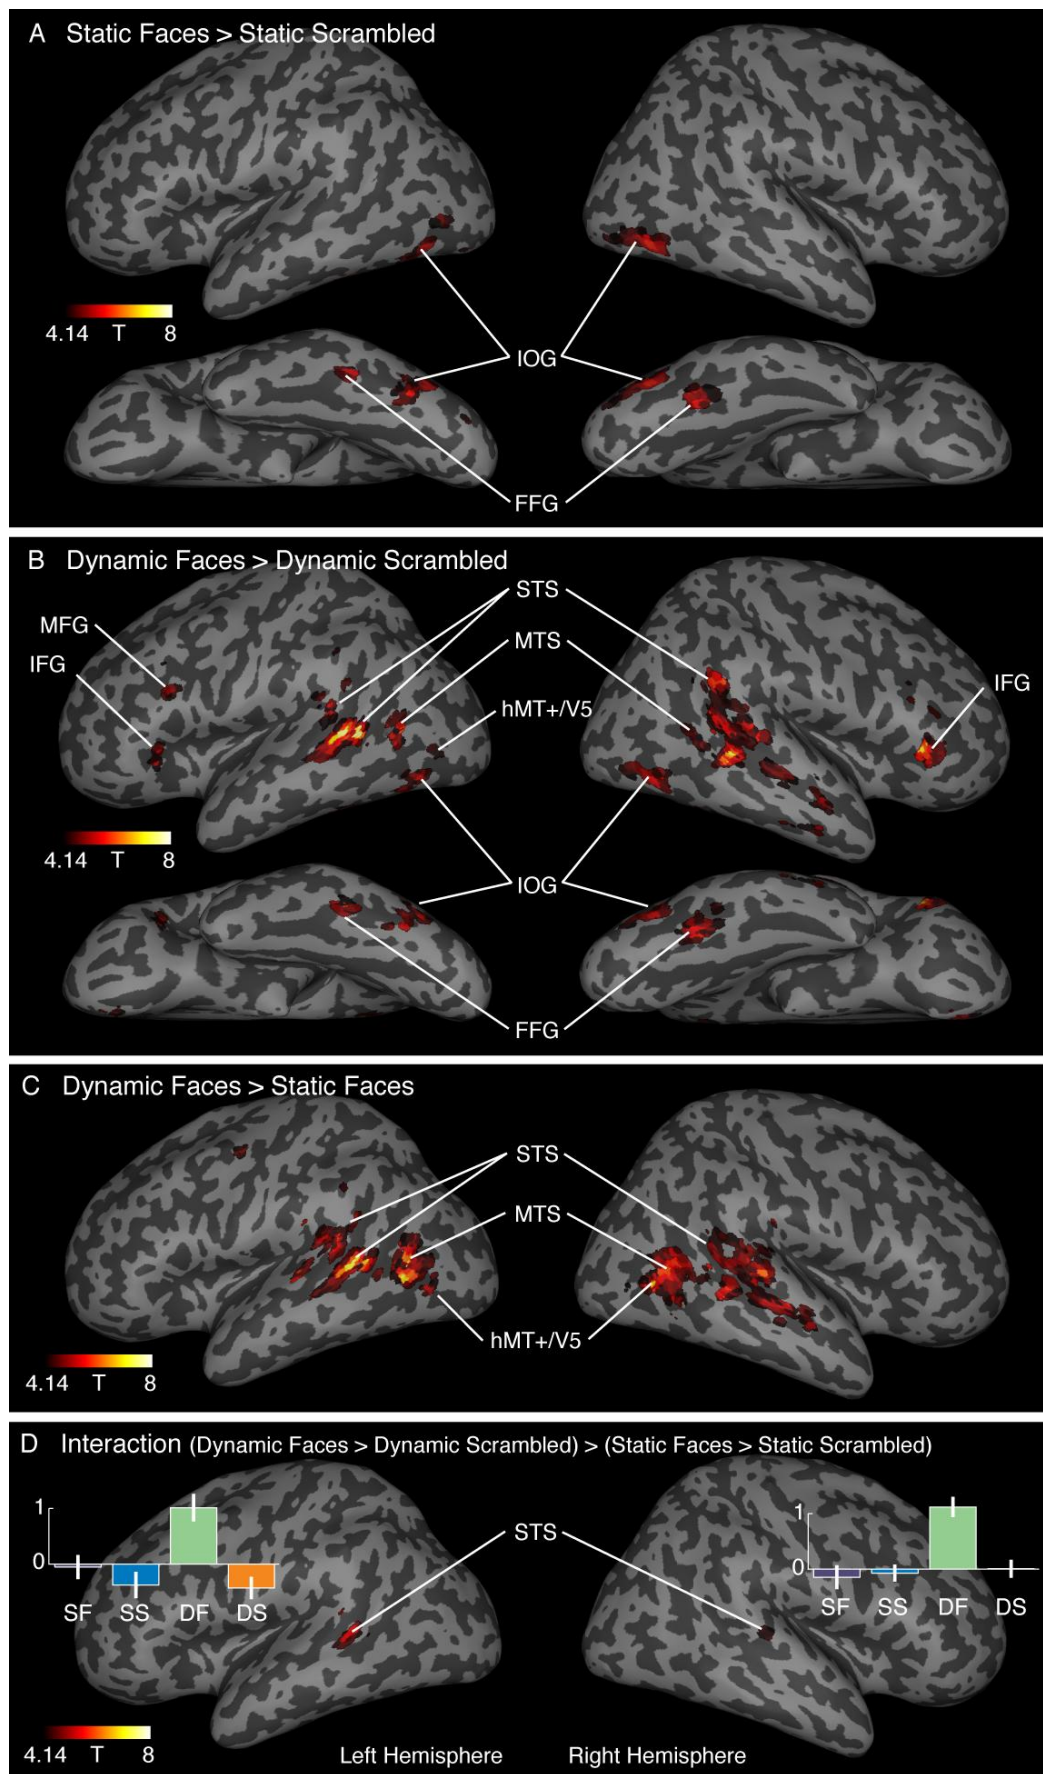 A Static Faces > Static Scrambled
4.14 T 8
IOG
FFG
B Dynamic Faces > Dynamic Scrambled
STS
MFG
MTS
IFG
IFG
hMT+/V5
4.14 T 8
IOG
FFG
C Dynamic Faces > Static Faces
STS
MTS
hMT+/V5
4.14 T 8
D Interaction (Dynamic Faces > Dynamic Scrambled) > (Static Faces > Static Scrambled)
1
1
STS
0
0
SF SS DF DS
SF SS DF DS
4.14 T 8
Left Hemisphere Right Hemisphere